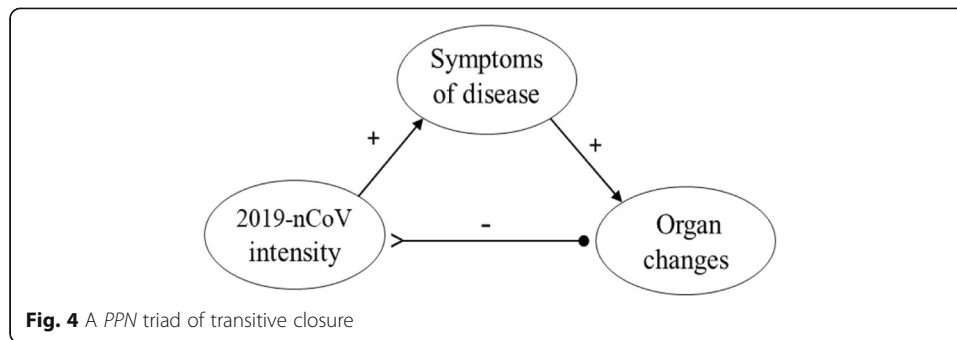 Symptoms
of disease
+
+
2019-nCoV
intensity
-
Organ
changes
Fig. 4 A PPN triad of transitive closure